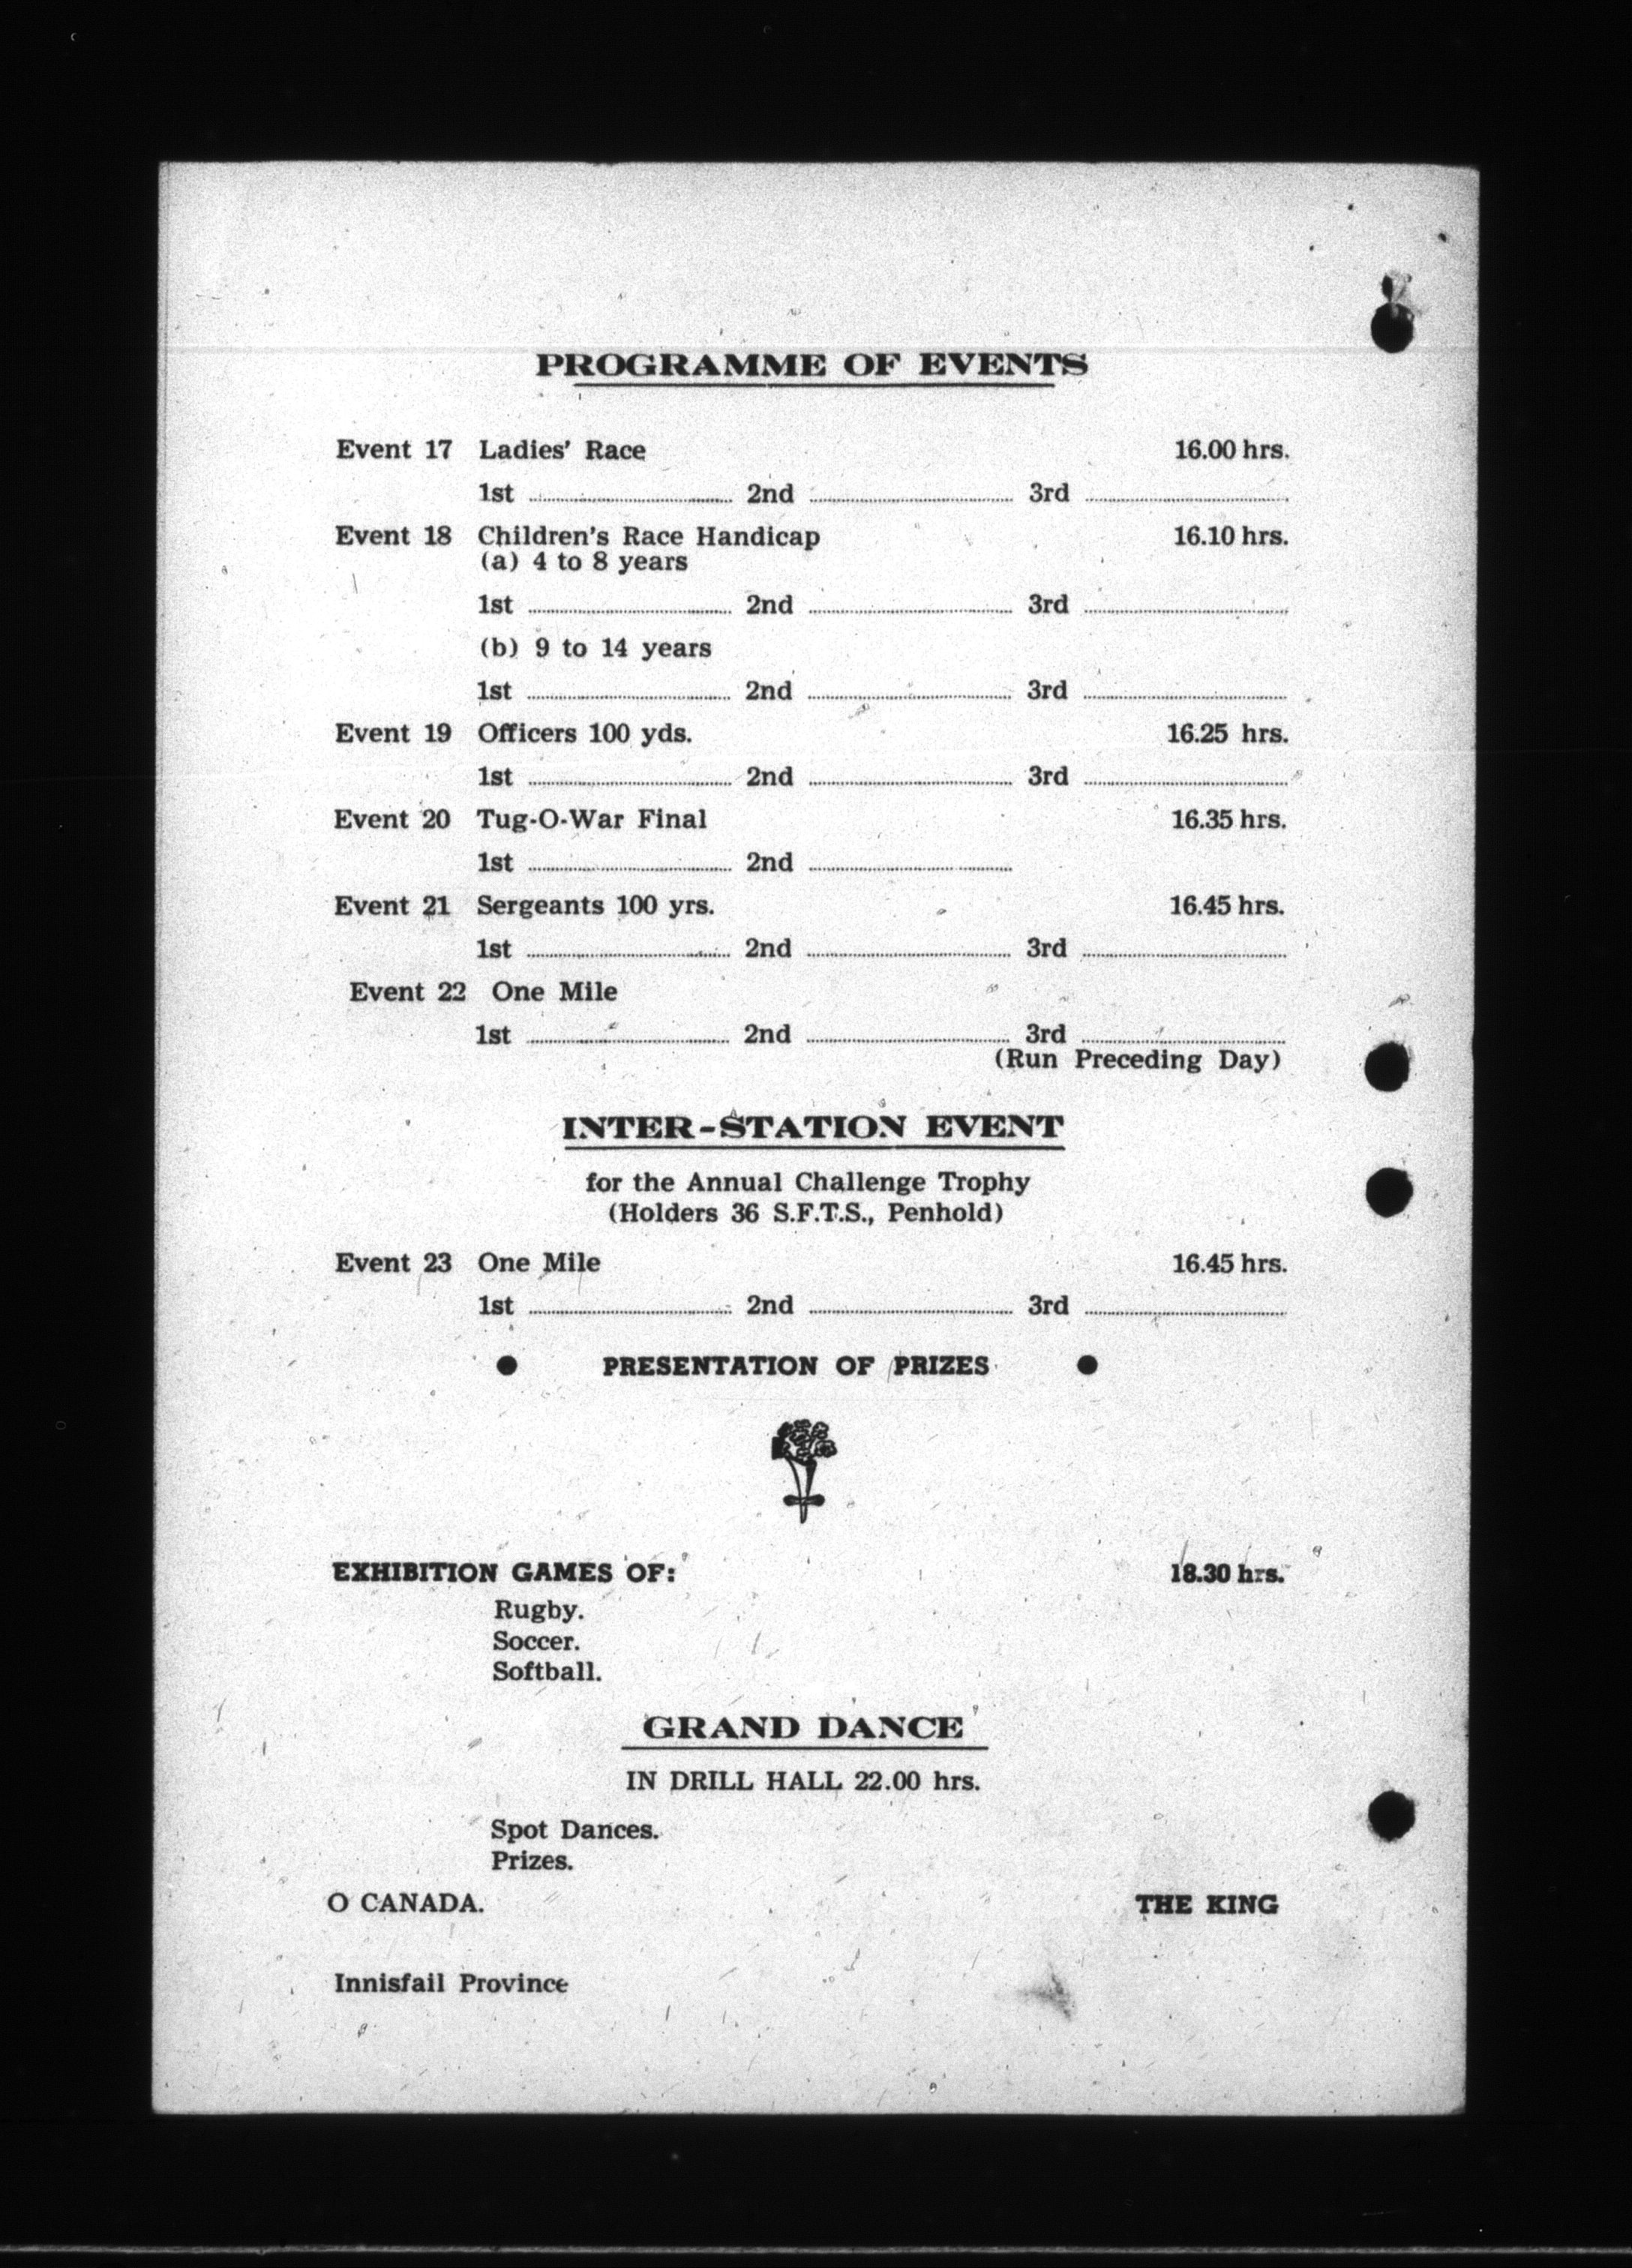 PROGRAMME OF EVENTS
Event 17 Ladies' Race 16.00 hrs.
1st ........ 2nd ........ 3rd ........
Event 18 Children's Race Handicap 16.10 hrs.
(a) 4 to 8 years
1st ........ 2nd ........ 3rd ........
(b) 9 to 14 years
1st ........ 2nd ........ 3rd ........
Event 19 Officers 100 yds. 16.25 hrs.
1st ........ 2nd ........ 3rd ........
Event 20 Tug-O-War Final 16.35 hrs.
1st ........ 2nd ........
Event 21 Sergeants 100 yrs. 16.45 hrs.
1st ........ 2nd ........ 3rd ........
Event 22 One Mile
1st ........ 2nd ........ 3rd ........
(Run Preceding Day)
INTER-STATION EVENT
for the Annual Challenge Trophy
(Holders 36 S.F.T.S., Penhold)
Event 23 One Mile 16.45 hrs.
1st ........ 2nd ........ 3rd ........
● PRESENTATION OF PRIZES ●
EXHIBITION GAMES OF: 18.30 hrs.
Rugby.
Soccer.
Softball.
GRAND DANCE
IN DRILL HALL 22.00 hrs.
Spot Dances.
Prizes.
O CANADA. THE KING
Innisfail Province